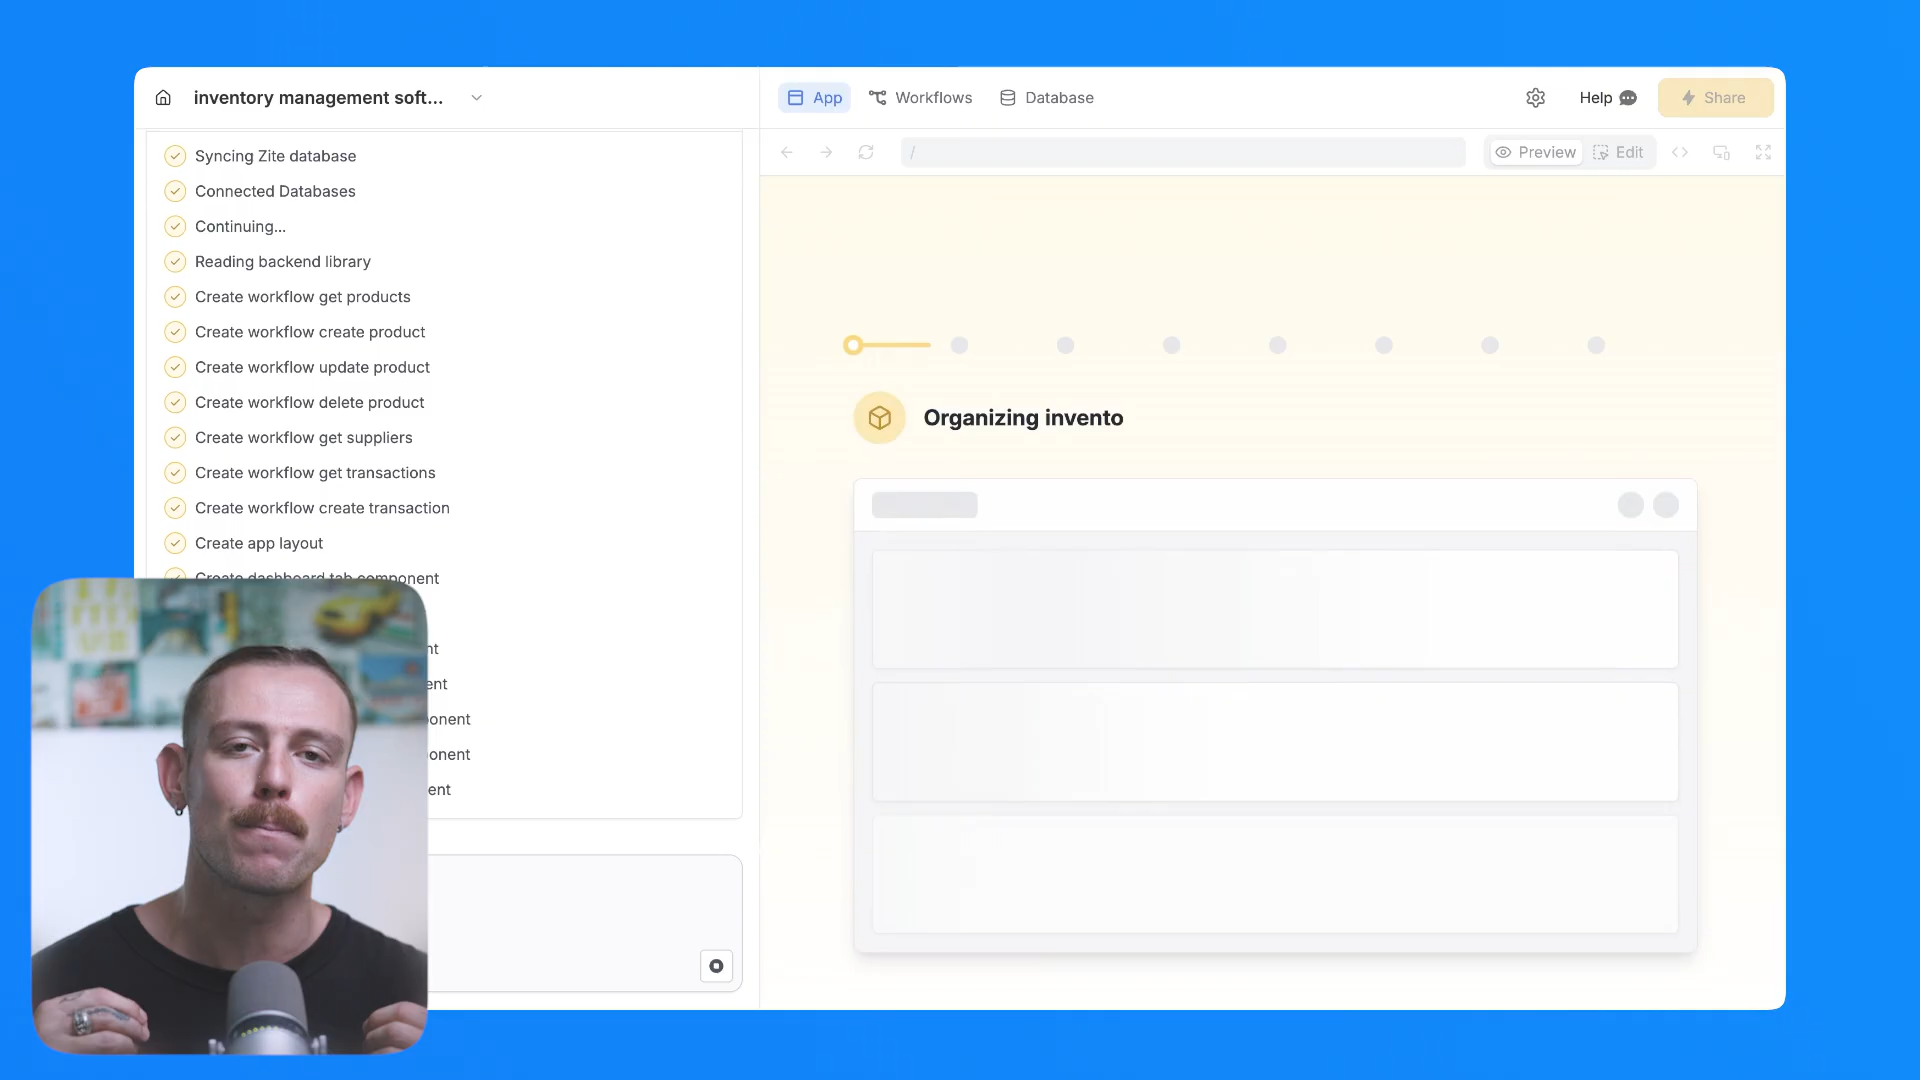 inventory management soft...
App
Workflows
Database
Help
Share
/
Preview
Edit
Syncing Zite database
Connected Databases
Continuing...
Reading backend library
Create workflow get products
Create workflow create product
Create workflow update product
Create workflow delete product
Create workflow get suppliers
Create workflow get transactions
Create workflow create transaction
Create app layout
Create dashboard tab component
nt
ent
ponent
onent
ent
Organizing invento